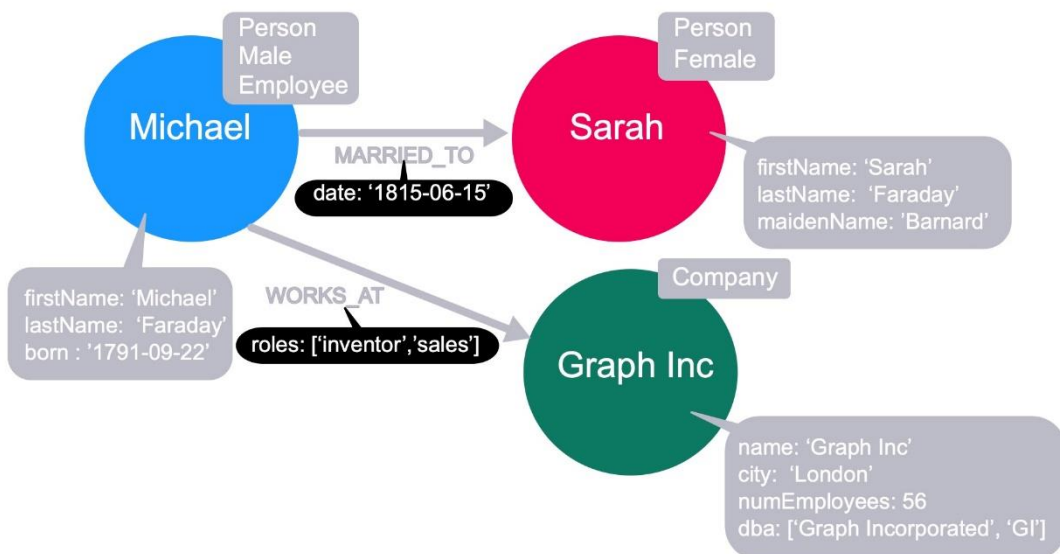 Person
Male
Employee
Michael
Person
Female
Sarah
MARRIED_TO
date: ‘1815-06-15’
firstName: ‘Sarah’
lastName: ‘Faraday’
maidenName: ‘Barnard’
firstName: ‘Michael’
lastName: ‘Faraday’
born : ’1791-09-22’
WORKS_AT
roles: [‘inventor’,’sales’]
Company
Graph Inc
name: ‘Graph Inc’
city: ‘London’
numEmployees: 56
dba: [‘Graph Incorporated’, ‘GI’]